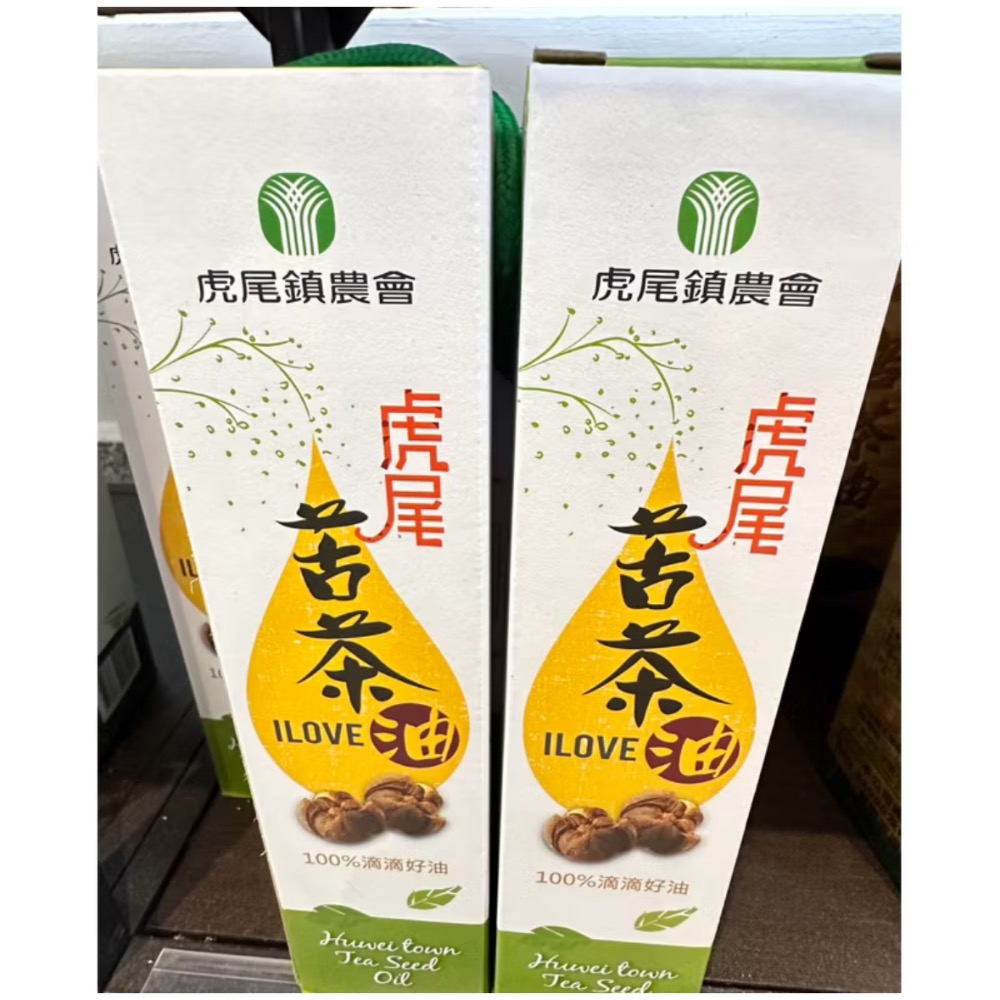 虎尾鎮農會
虎尾
苦茶
ILOVE油
100%滴滴好油
Huwei town
Tea Seed
Oil
虎尾鎮農會
虎尾
苦茶
ILOVE油
100%滴滴好油
Huwei town
Tea Seed